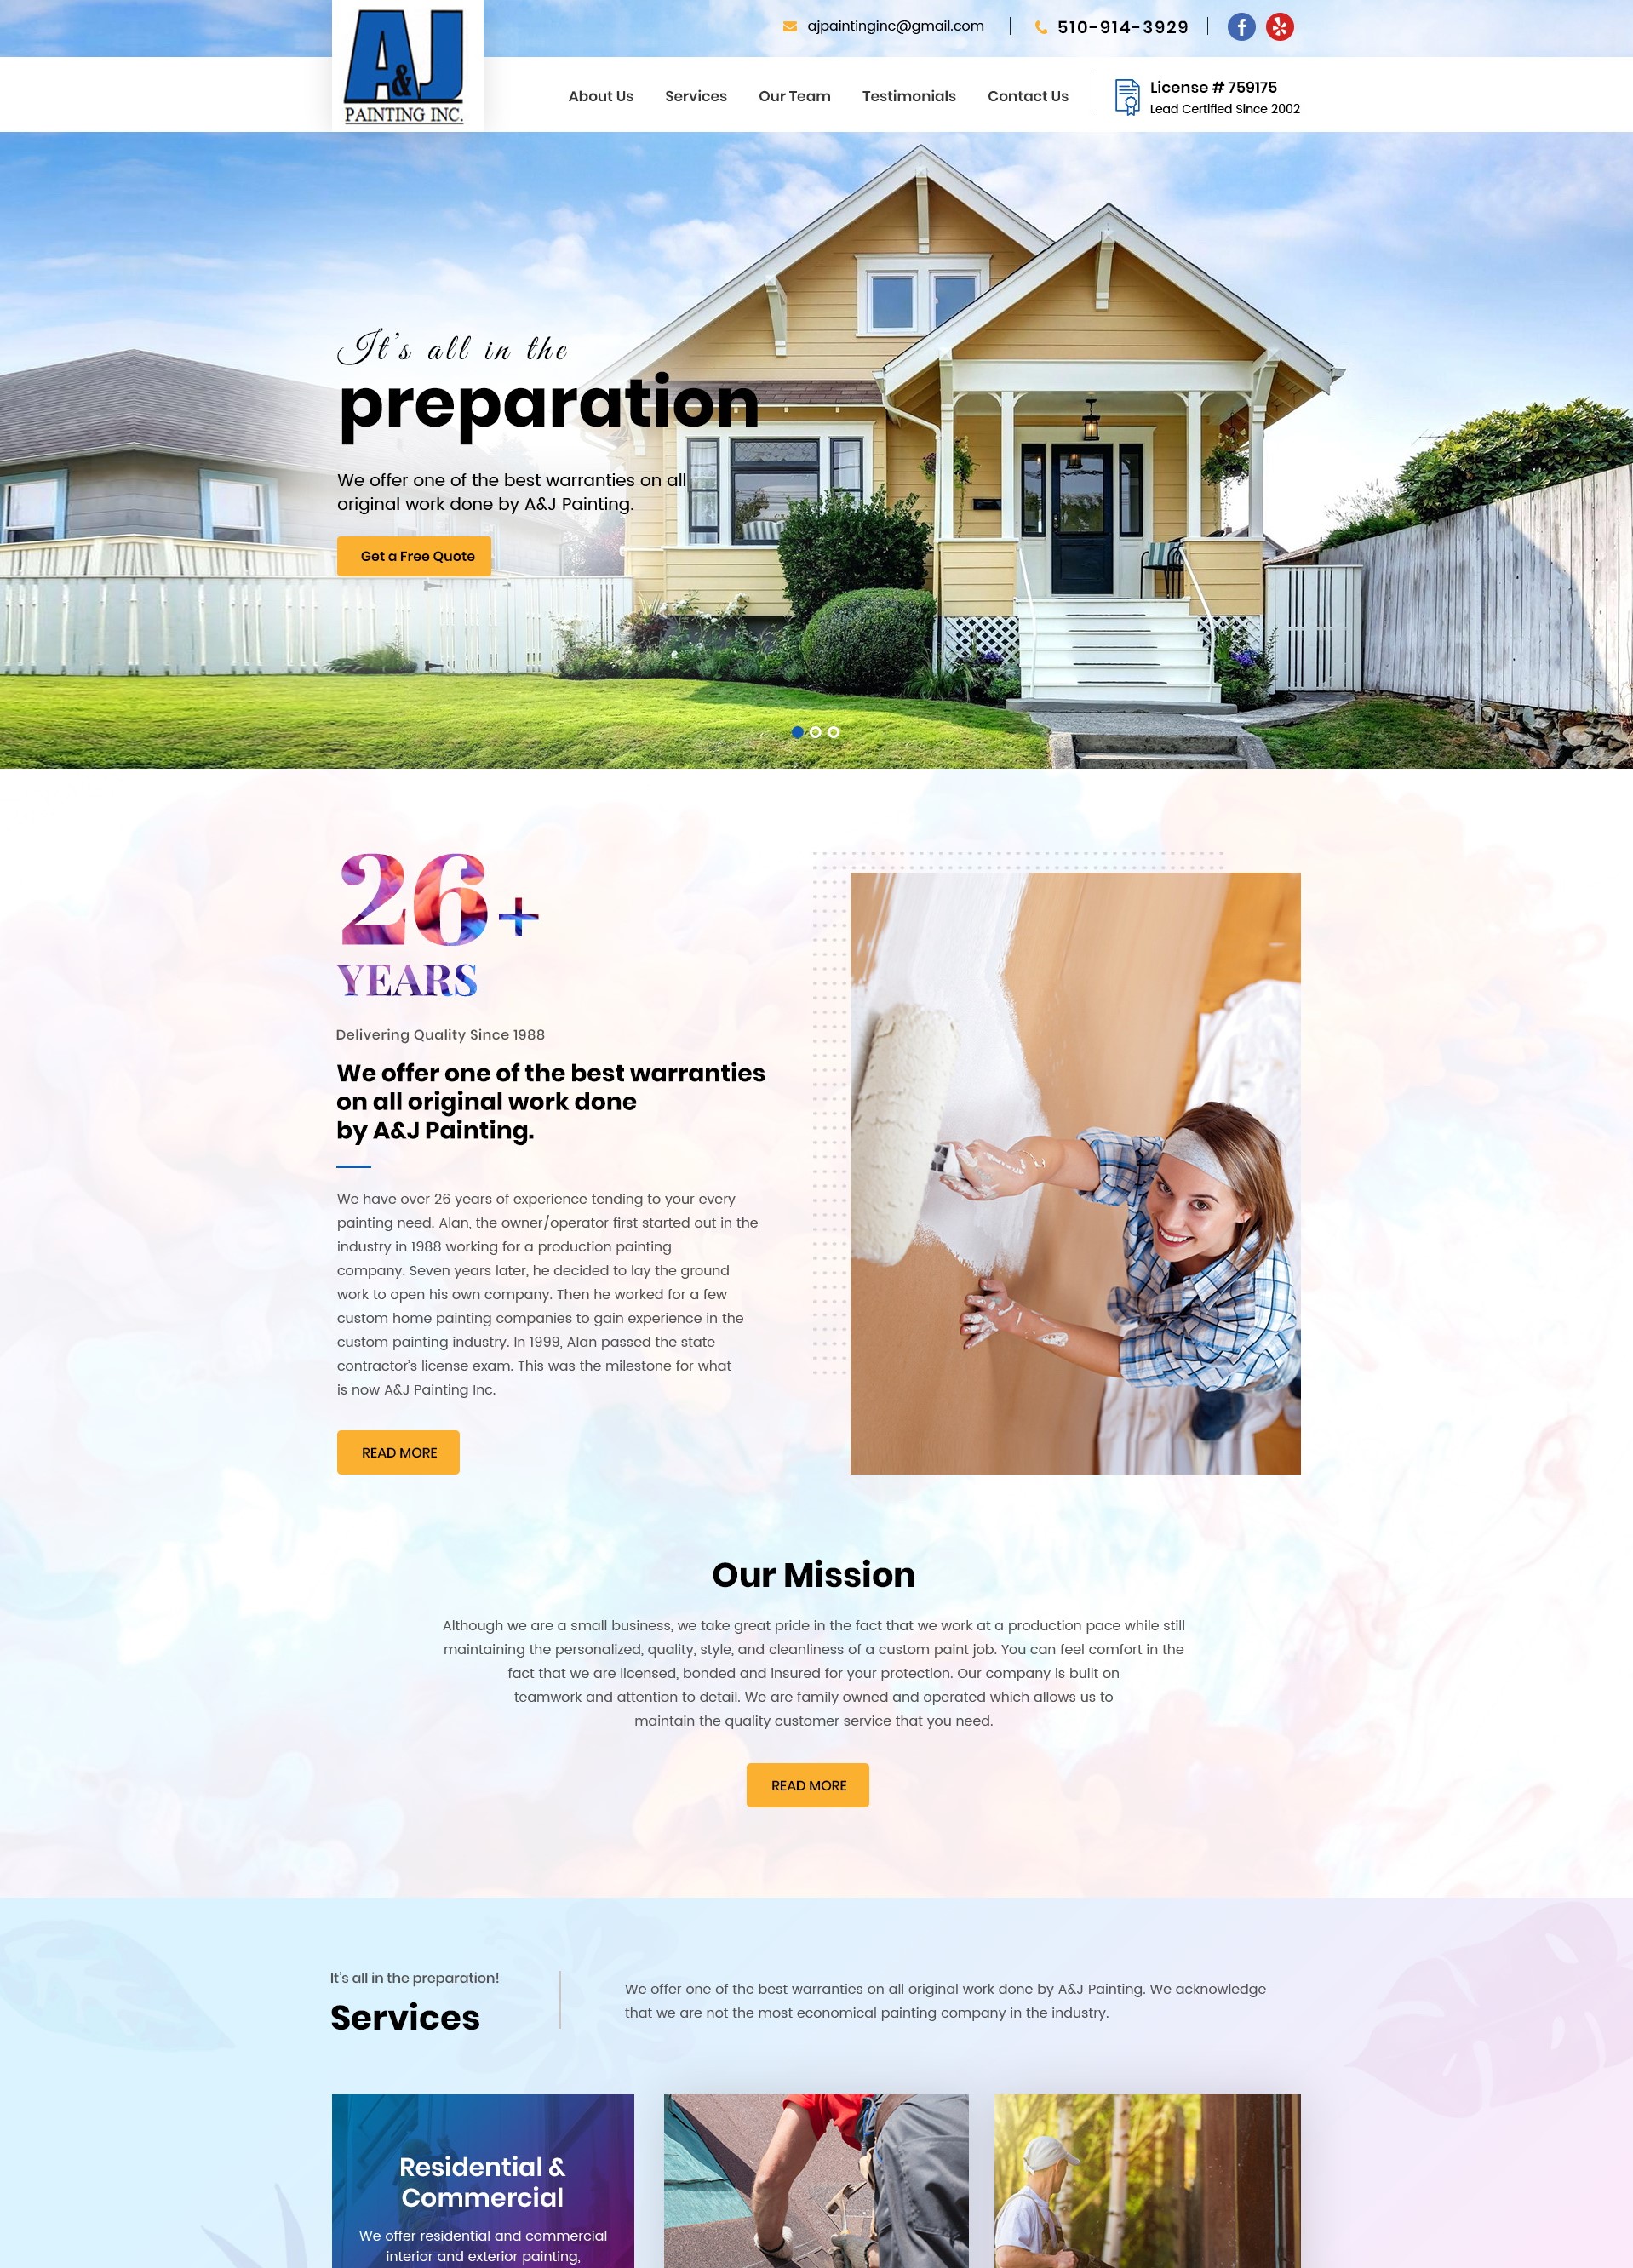 ajpaintinginc@gmail.com
510-914-3929
A&J
PAINTING INC.
About Us
Services
Our Team
Testimonials
Contact Us
License # 759175
Lead Certified Since 2002
It's all in the
preparation
We offer one of the best warranties on all
original work done by A&J Painting.
Get a Free Quote
26+
YEARS
Delivering Quality Since 1988
We offer one of the best warranties
on all original work done
by A&J Painting.
We have over 26 years of experience tending to your every
painting need. Alan, the owner/operator first started out in the
industry in 1988 working for a production painting
company. Seven years later, he decided to lay the ground
work to open his own company. Then he worked for a few
custom home painting companies to gain experience in the
custom painting industry. In 1999, Alan passed the state
contractor's license exam. This was the milestone for what
is now A&J Painting Inc.
READ MORE
Our Mission
Although we are a small business, we take great pride in the fact that we work at a production pace while still
maintaining the personalized, quality, style, and cleanliness of a custom paint job. You can feel comfort in the
fact that we are licensed, bonded and insured for your protection. Our company is built on
teamwork and attention to detail. We are family owned and operated which allows us to
maintain the quality customer service that you need.
READ MORE
It's all in the preparation!
Services
We offer one of the best warranties on all original work done by A&J Painting. We acknowledge
that we are not the most economical painting company in the industry.
Residential &
Commercial
We offer residential and commercial
interior and exterior painting,